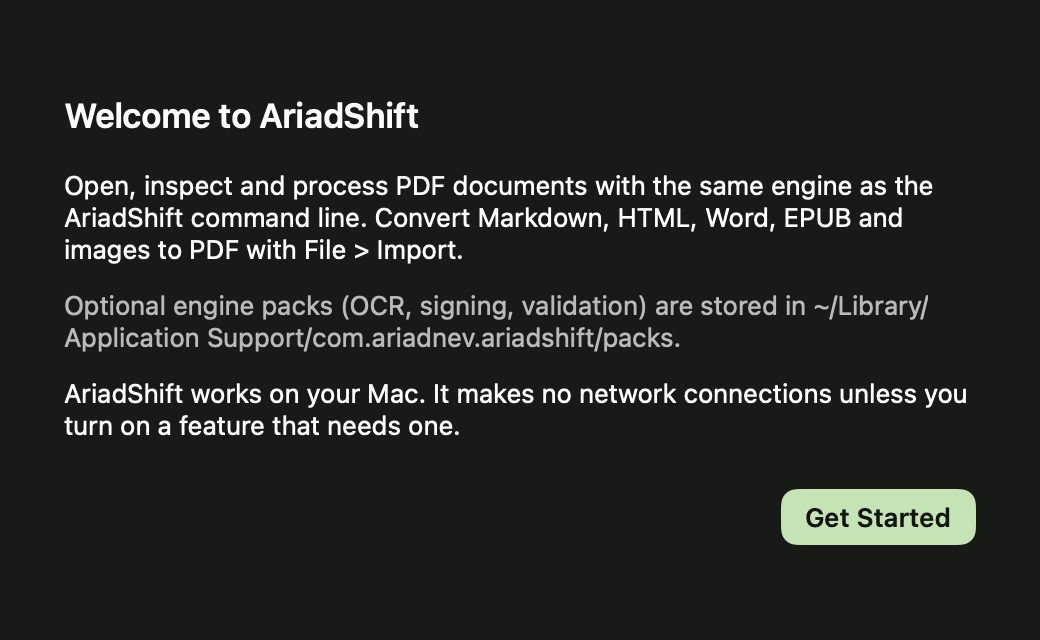 Welcome to AriadShift
Open, inspect and process PDF documents with the same engine as the
AriadShift command line. Convert Markdown, HTML, Word, EPUB and
images to PDF with File > Import.
Optional engine packs (OCR, signing, validation) are stored in ~/Library/
Application Support/com.ariadnev.ariadshift/packs.
AriadShift works on your Mac. It makes no network connections unless you
turn on a feature that needs one.
Get Started